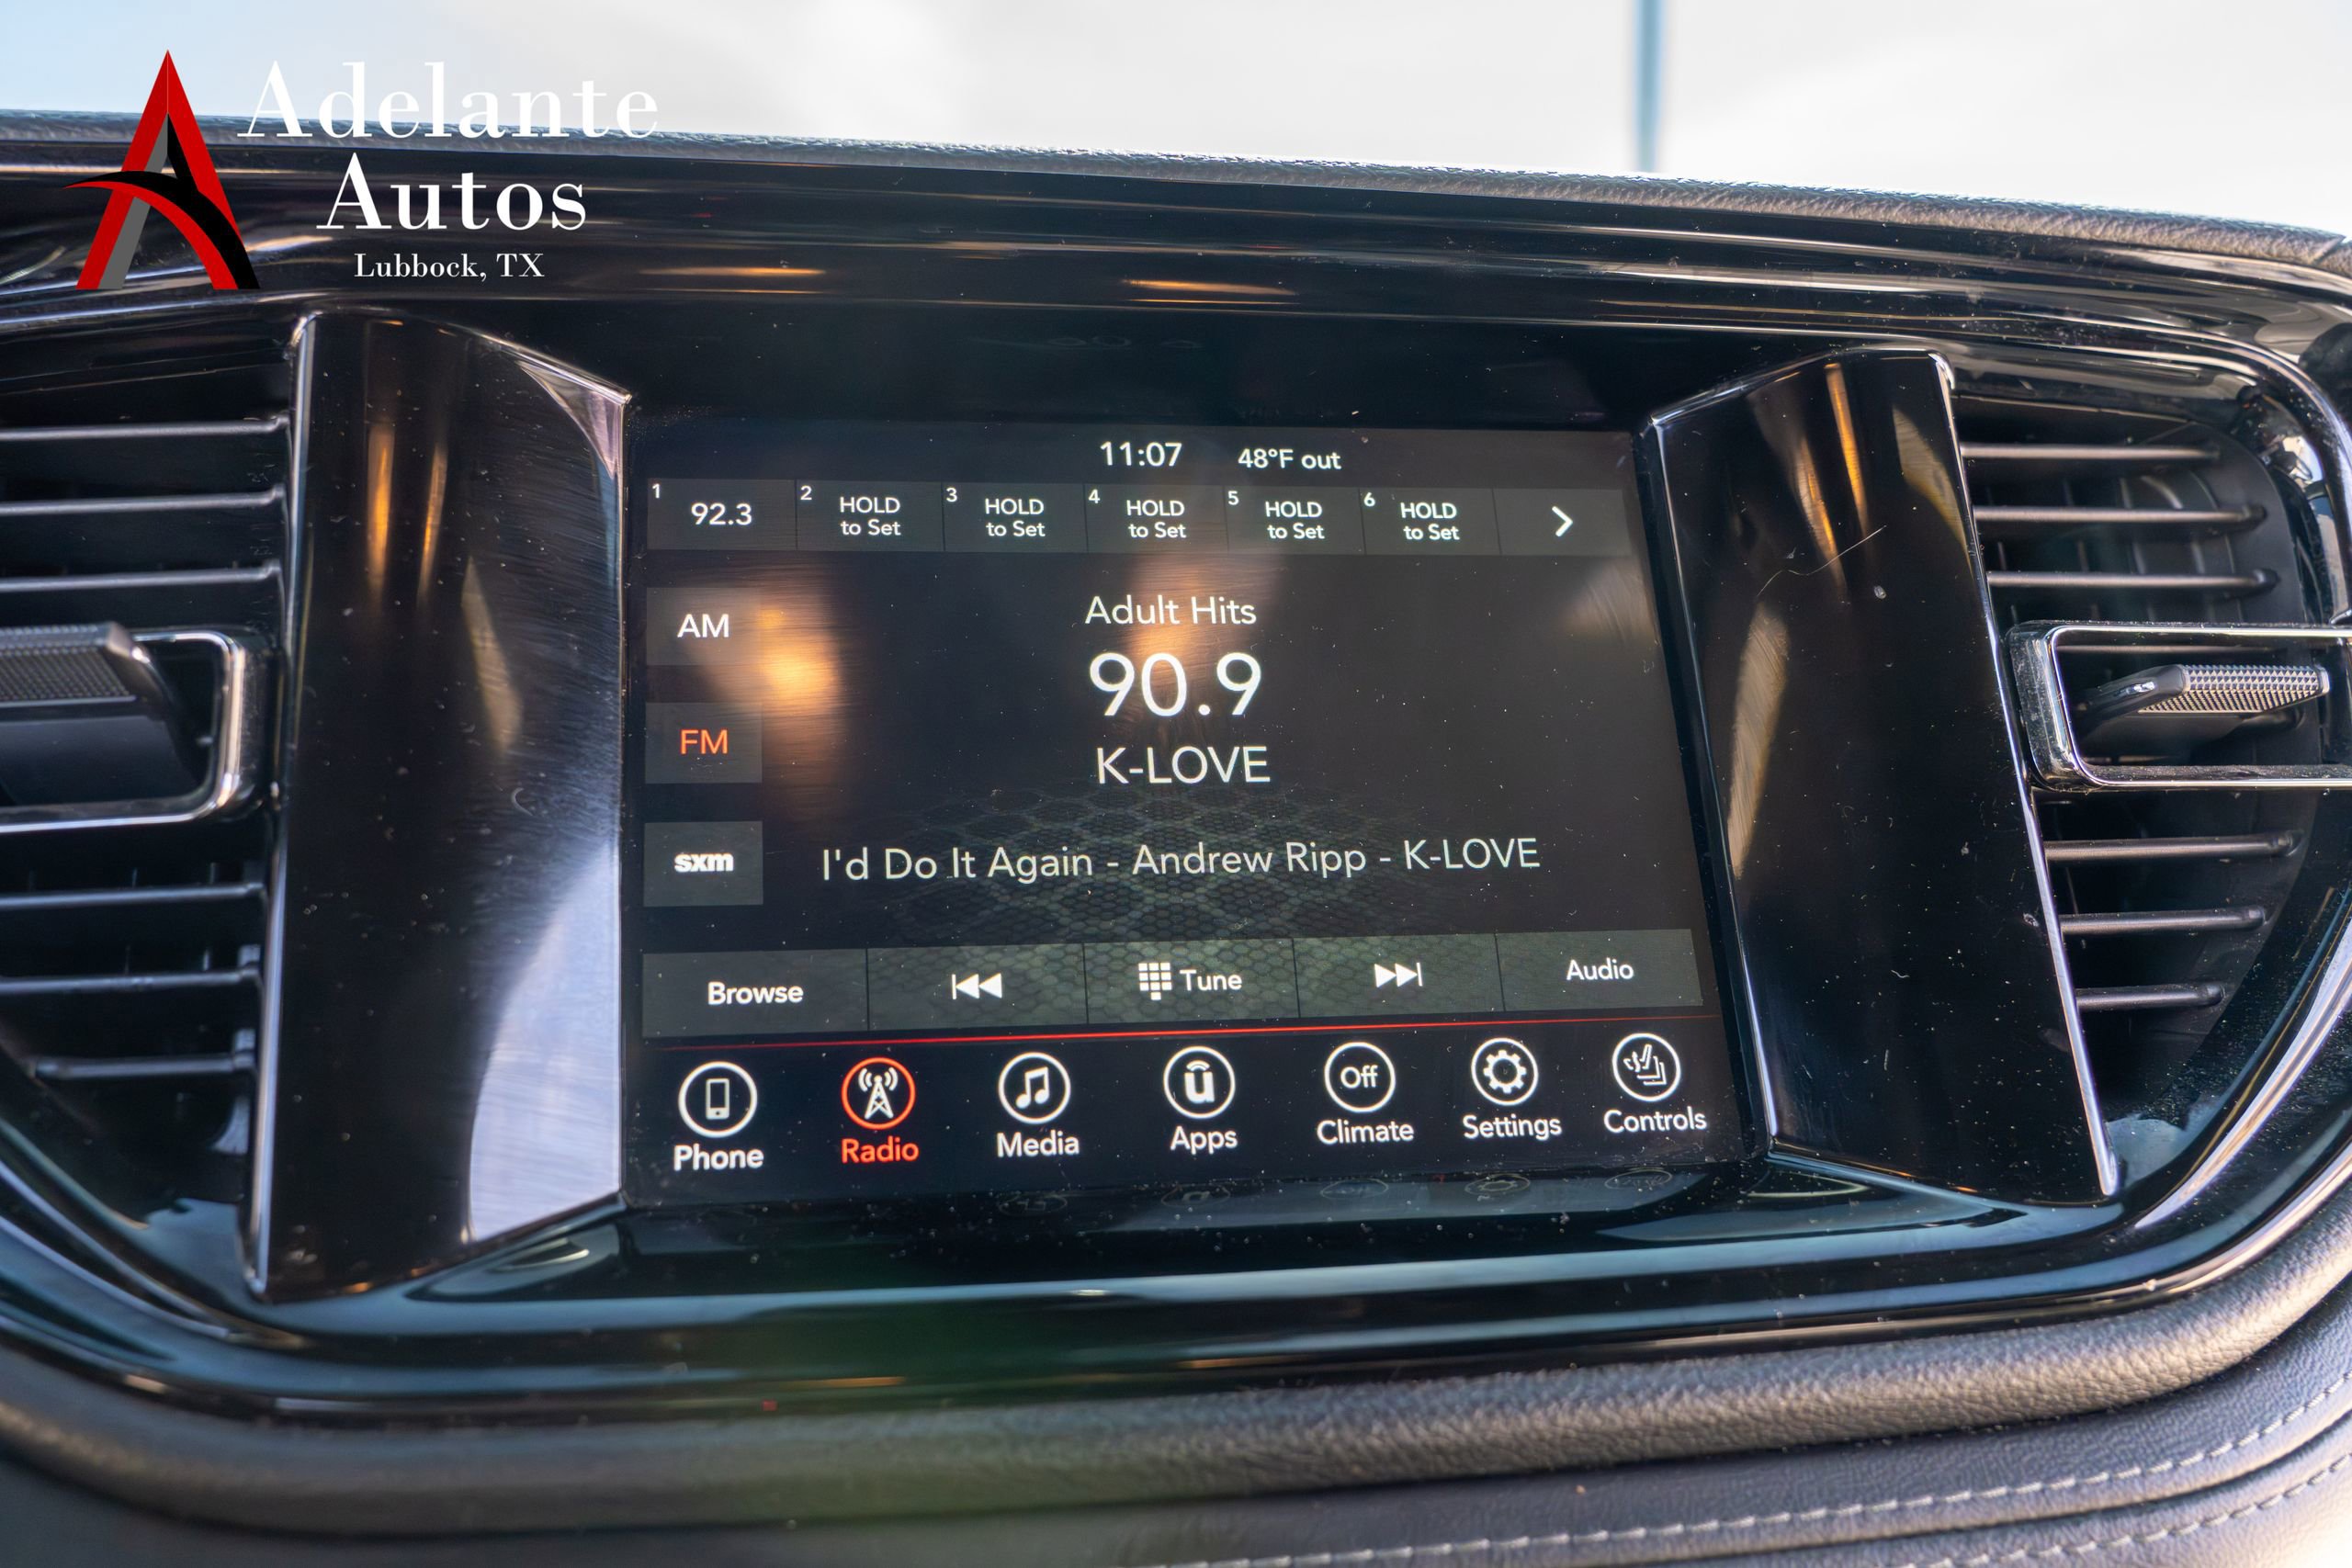 Adelante
Autos
Lubbock, TX
11:07 48°F out
1 92.3 2 HOLD to Set 3 HOLD to Set 4 HOLD to Set 5 HOLD to Set 6 HOLD to Set
AM
Adult Hits
90.9
FM
K-LOVE
sxm
I'd Do It Again - Andrew Ripp - K-LOVE
Browse Tune Audio
u Off
Phone Radio Media Apps Climate Settings Controls